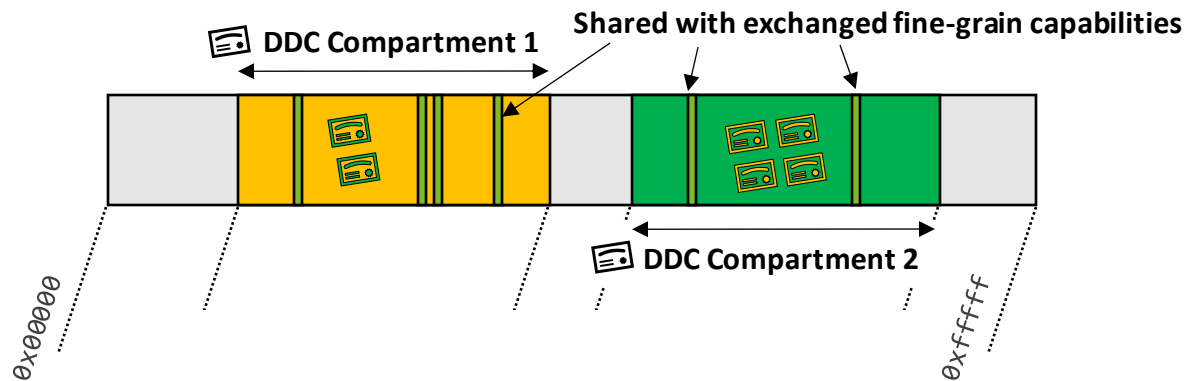 Shared with exchanged fine-grain capabilities
DDC Compartment 1
DDC Compartment 2
0x00000
0xfffff